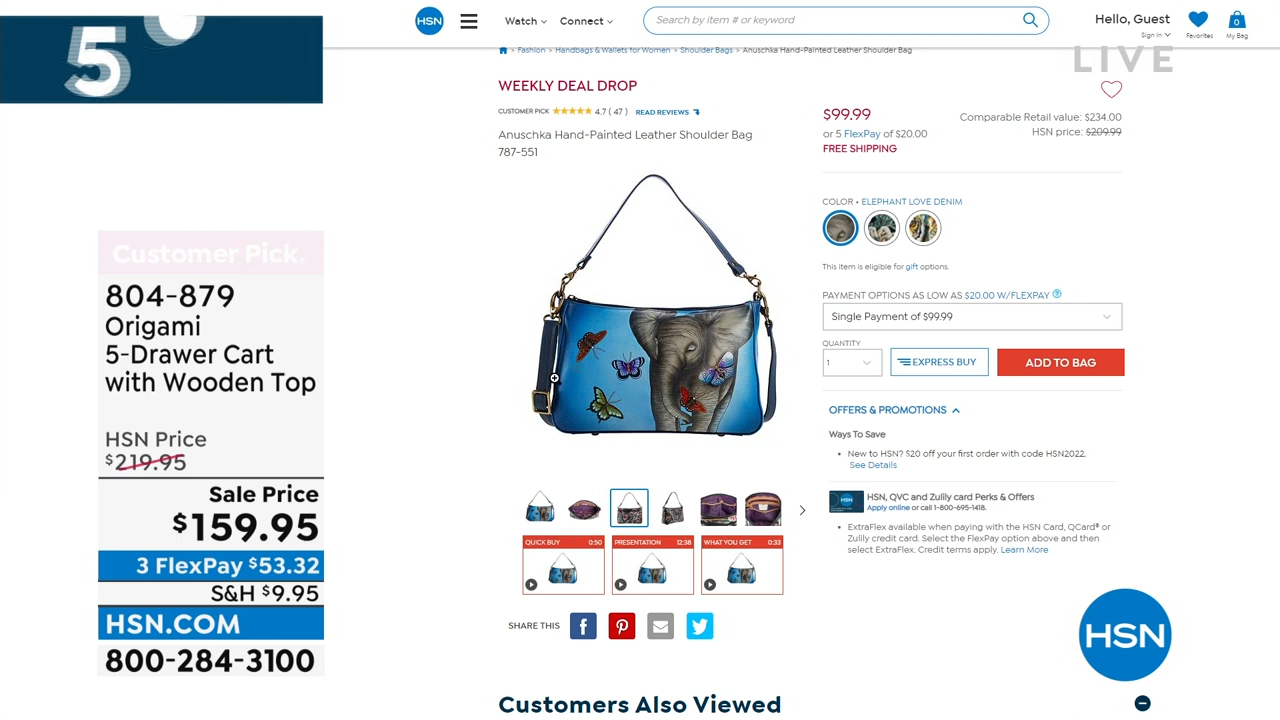 5
Customer Pick.
804-879
Origami
5-Drawer Cart
with Wooden Top
HSN Price
$219.95
Sale Price
$159.95
3 FlexPay $53.32
S&H $9.95
HSN.COM
800-284-3100
HSN
Watch
Connect
Search by item # or keyword
Hello, Guest
Sign in
Favorites
0
My Bag
LIVE
> Fashion > Handbags & Wallets for Women > Shoulder Bags > Anuschka Hand-Painted Leather Shoulder Bag
WEEKLY DEAL DROP
CUSTOMER PICK 4.7 ( 47 ) READ REVIEWS
Anuschka Hand-Painted Leather Shoulder Bag
787-551
$99.99
or 5 FlexPay of $20.00
FREE SHIPPING
Comparable Retail value: $234.00
HSN price: $209.99
COLOR • ELEPHANT LOVE DENIM
This item is eligible for gift options.
PAYMENT OPTIONS AS LOW AS $20.00 W/FLEXPAY ?
Single Payment of $99.99
QUANTITY
1
EXPRESS BUY
ADD TO BAG
OFFERS & PROMOTIONS
Ways To Save
• New to HSN? $20 off your first order with code HSN2022.
See Details
HSN, QVC and Zulily card Perks & Offers
Apply online or call 1-800-695-1418.
• ExtraFlex available when paying with the HSN Card, QCard® or
Zulily credit card. Select the FlexPay option above and then
select ExtraFlex. Credit terms apply. Learn More
QUICK BUY 0:50
PRESENTATION 12:38
WHAT YOU GET 0:33
SHARE THIS
HSN
Customers Also Viewed